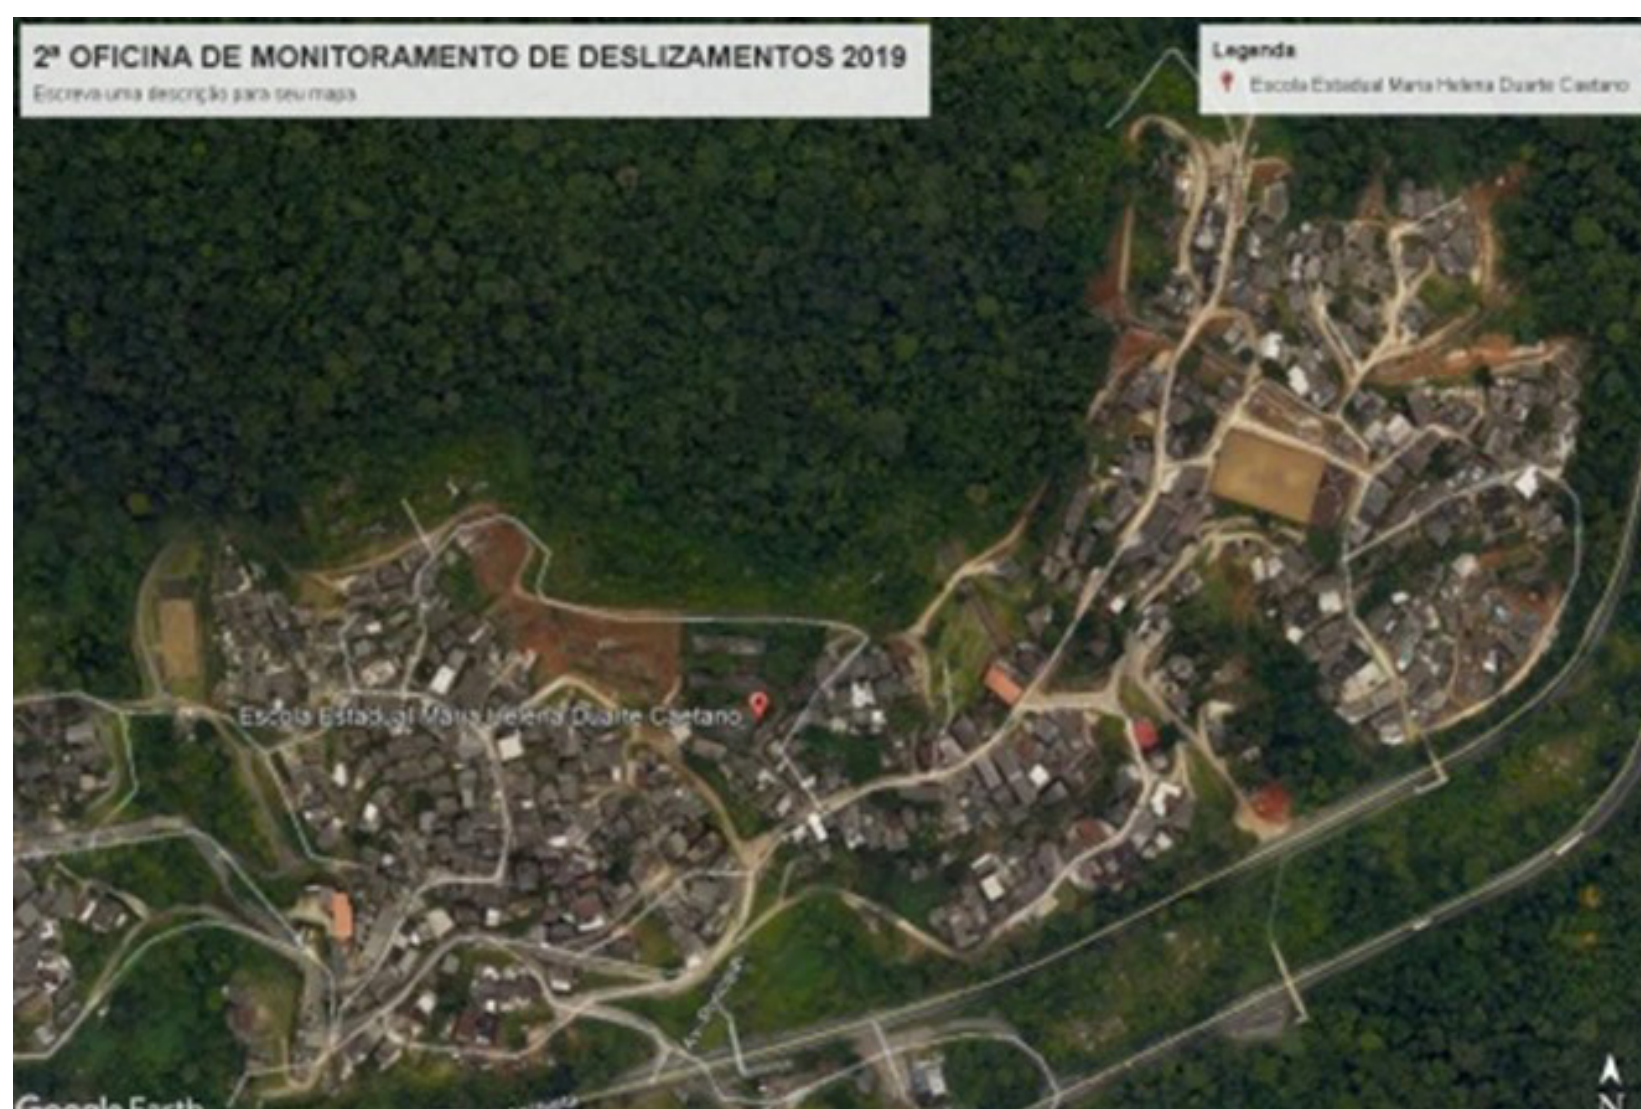 2ª OFICINA DE MONITORAMENTO DE DESLIZAMENTOS 2019
Escreva uma descrição para seu mapa
Legenda
Escola Estadual Maria Helena Duarte Caetano
Escola Estadual Maria Helena Duarte Caetano
Google Earth
N